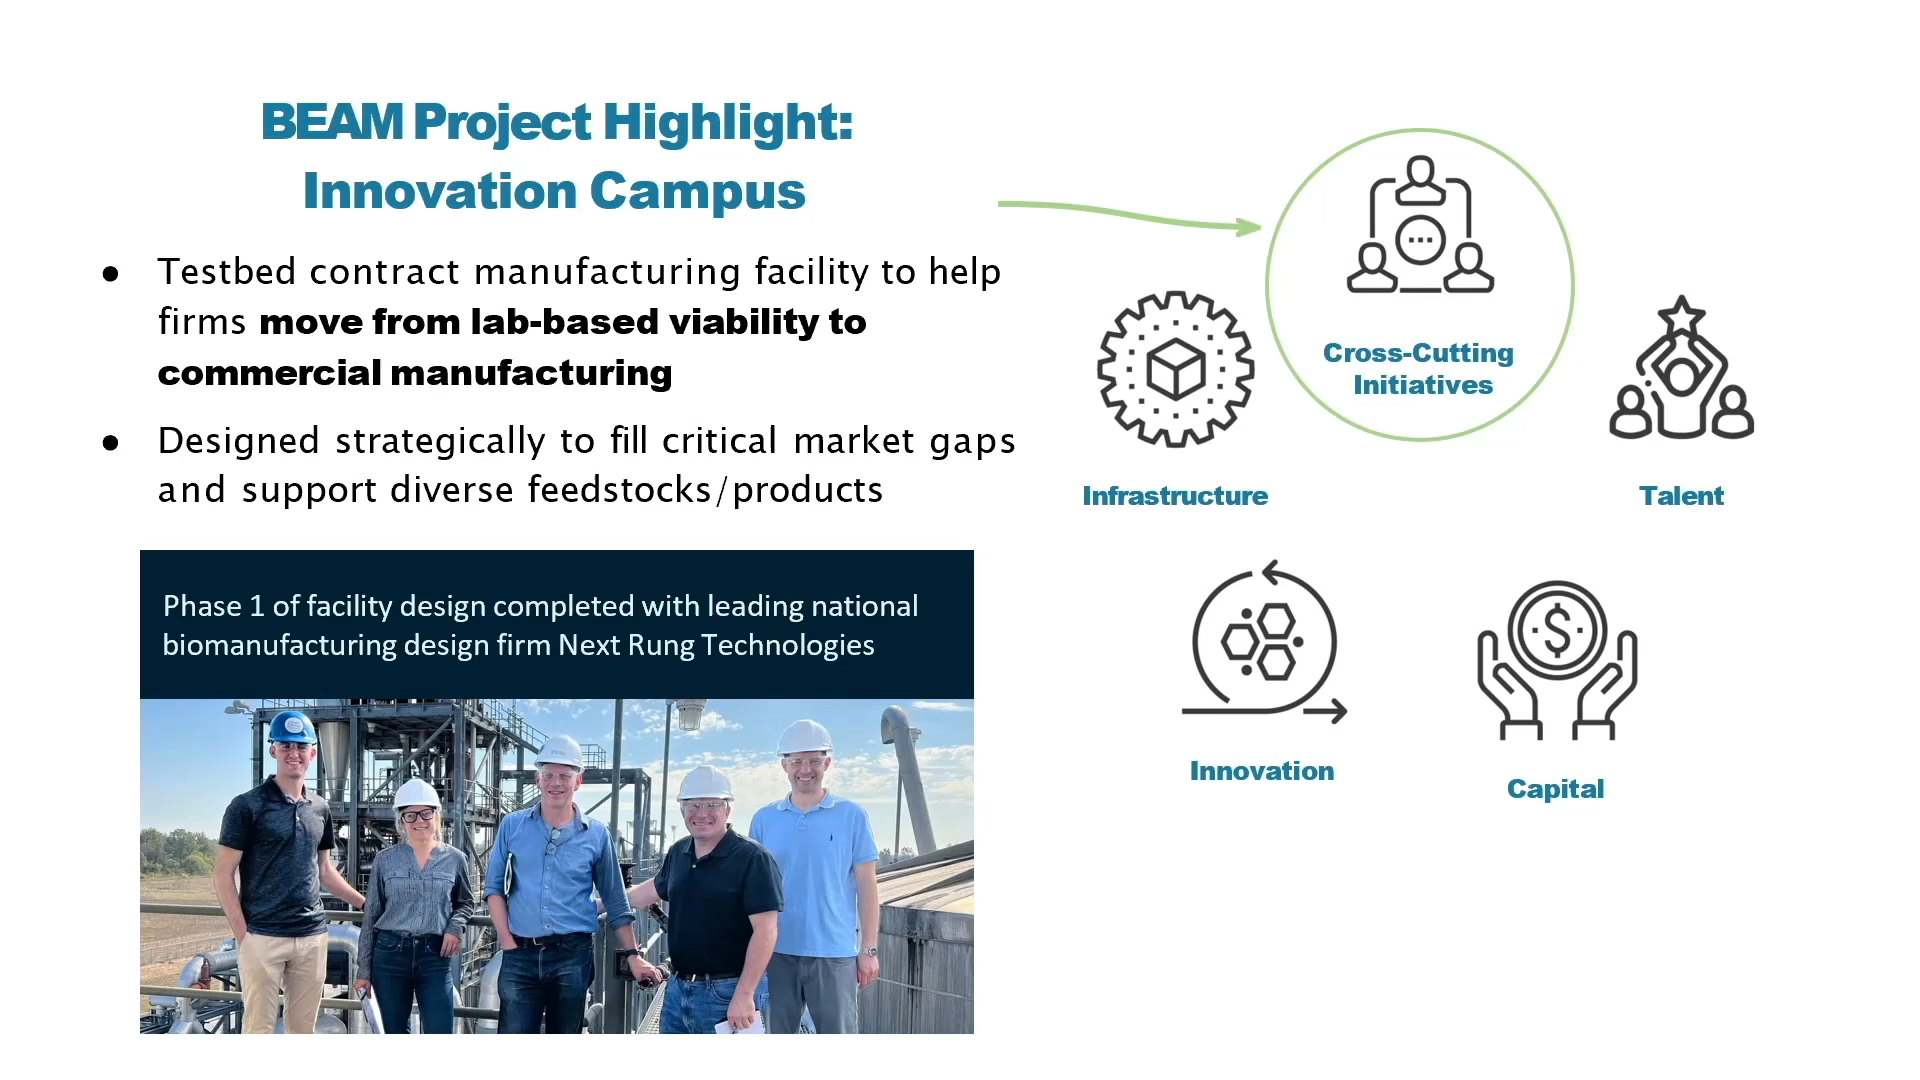 BEAM Project Highlight:
Innovation Campus
● Testbed contract manufacturing facility to help
firms move from lab-based viability to
commercial manufacturing
● Designed strategically to fill critical market gaps
and support diverse feedstocks/products
Phase 1 of facility design completed with leading national
biomanufacturing design firm Next Rung Technologies
Cross-Cutting
Initiatives
Infrastructure
Talent
Innovation
Capital